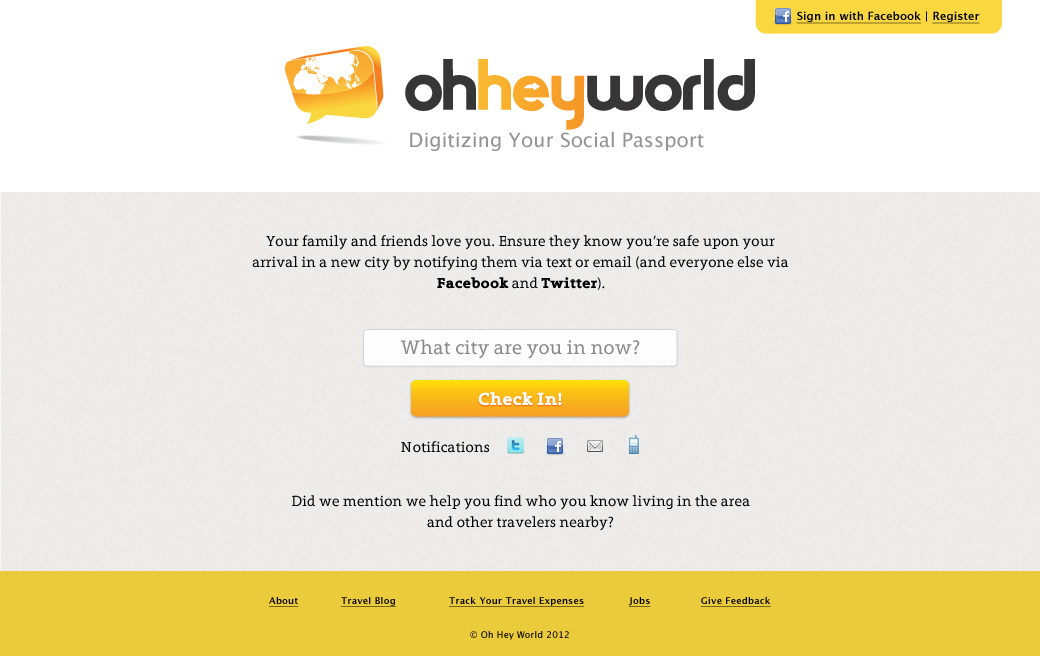 Sign in with Facebook | Register
ohheyworld
Digitizing Your Social Passport
Your family and friends love you. Ensure they know you're safe upon your
arrival in a new city by notifying them via text or email (and everyone else via
Facebook and Twitter).
What city are you in now?
Check In!
Notifications
Did we mention we help you find who you know living in the area
and other travelers nearby?
About Travel Blog Track Your Travel Expenses Jobs Give Feedback
© Oh Hey World 2012